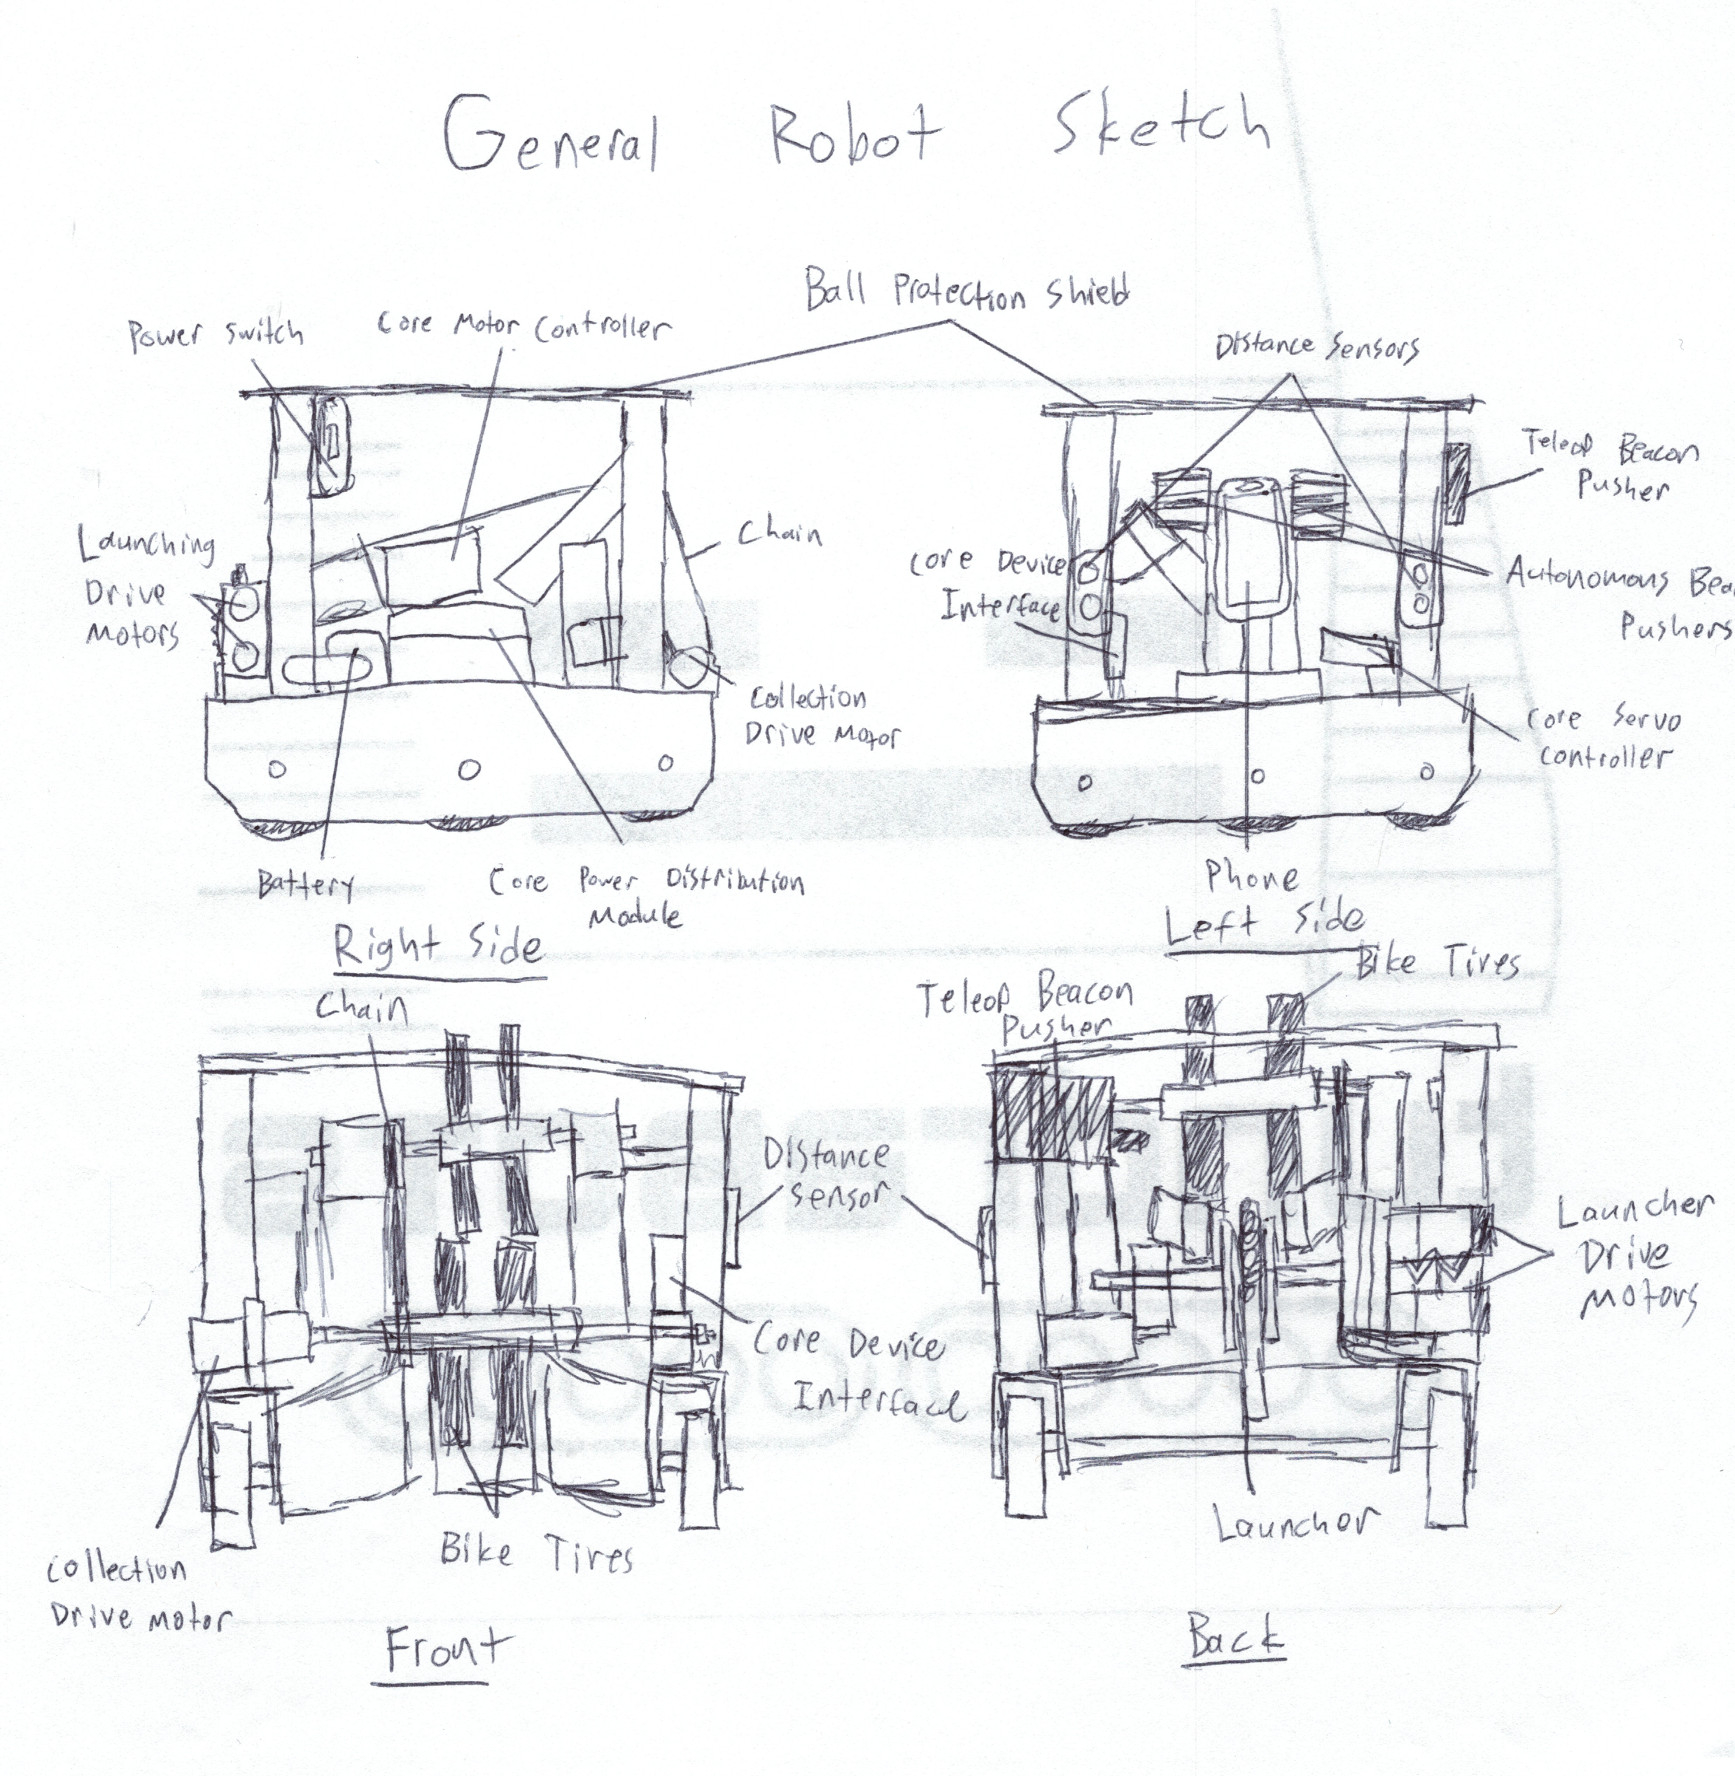 General Robot Sketch
Ball Protection Shield
Power Switch
Core Motor Controller
Launching
Drive
Motors
Chain
Collection
Drive Motor
Battery
Core Power Distribution
Module
Right Side
Distance Sensors
Teleop Beacon
Pusher
Core Device
Interface
Autonomous Bea
Pushers
Core Servo
Controller
Phone
Left Side
Chain
Distance
Sensor
Core Device
Interface
Collection
Drive Motor
Bike Tires
Front
Teleop Beacon
Pusher
Bike Tires
Launcher
Drive
Motors
Launcher
Back